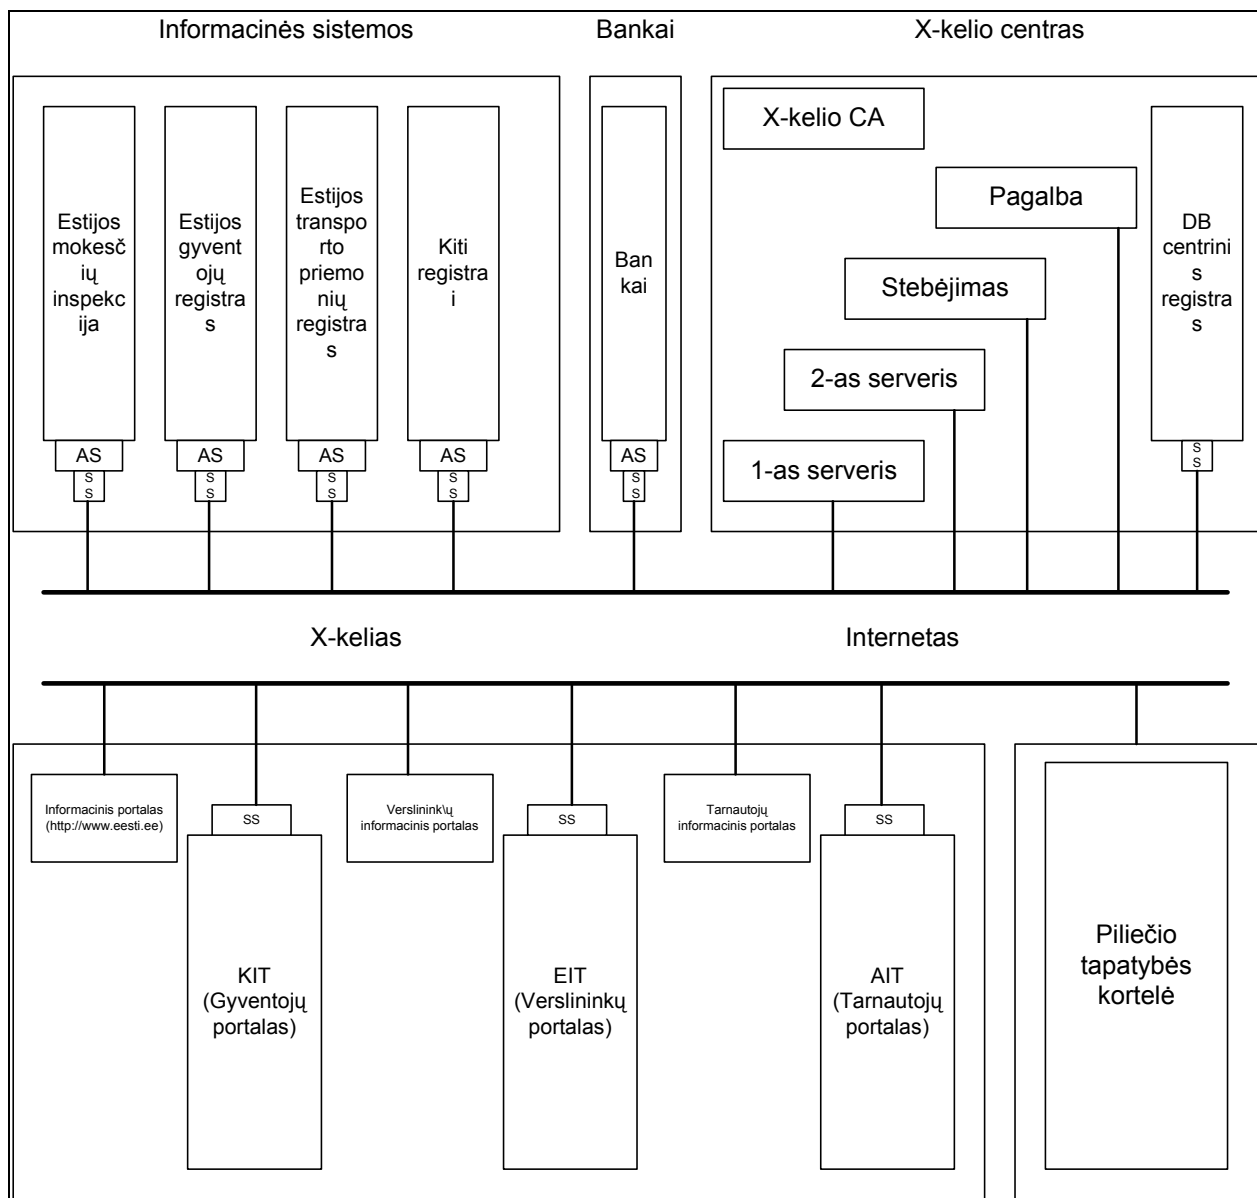 Informacinės sistemos
Bankai
X-kelio centras
Estijos
mokesč
ių
inspekc
ija
Estijos
gyvent
ojų
registra
s
Estijos
transpo
rto
priemo
nių
registra
s
Kiti
registra
i
Ban
kai
X-kelio CA
Pagalba
Stebėjimas
2-as serveris
1-as serveris
DB
centrini
s
registra
s
AS
AS
AS
AS
AS
S
S
S
S
S
S
S
S
S
S
S
S
X-kelias
Internetas
Informacinis portalas
(http://www.eesti.ee)
Verslinink\ų
informacinis portalas
Tarnautojų
informacinis portalas
SS
SS
SS
KIT
(Gyventojų
portalas)
EIT
(Verslininkų
portalas)
AIT
(Tarnautojų
portalas)
Piliečio
tapatybės
kortelė